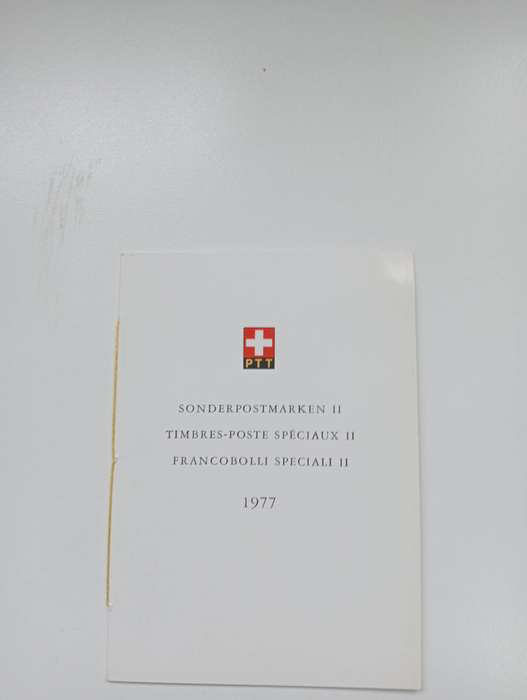 PTT
SONDERPOSTMARKEN II
TIMBRES-POSTE SPÉCIAUX II
FRANCOBOLLI SPECIALI II
1977